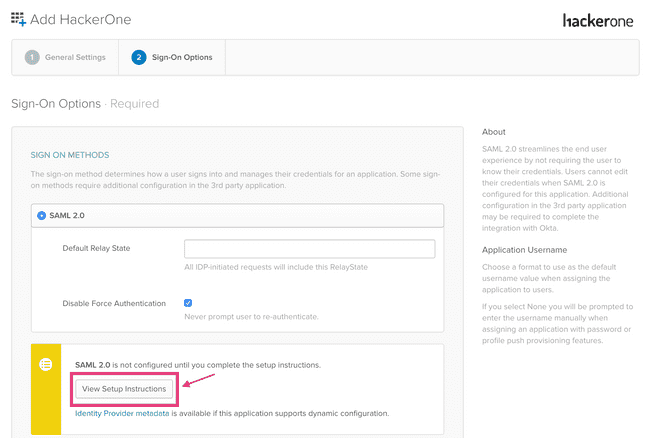 Add HackerOne
hackerone
1 General Settings
2 Sign-On Options
Sign-On Options · Required
SIGN ON METHODS
The sign-on method determines how a user signs into and manages their credentials for an application. Some sign-
on methods require additional configuration in the 3rd party application.
SAML 2.0
Default Relay State
All IDP-initiated requests will include this RelayState
Disable Force Authentication
Never prompt user to re-authenticate.
SAML 2.0 is not configured until you complete the setup instructions.
View Setup Instructions
Identity Provider metadata is available if this application supports dynamic configuration.
About
SAML 2.0 streamlines the end user
experience by not requiring the user to
know their credentials. Users cannot edit
their credentials when SAML 2.0 is
configured for this application. Additional
configuration in the 3rd party application
may be required to complete the
integration with Okta.
Application Username
Choose a format to use as the default
username value when assigning the
application to users.
If you select None you will be prompted to
enter the username manually when
assigning an application with password or
profile push provisioning features.